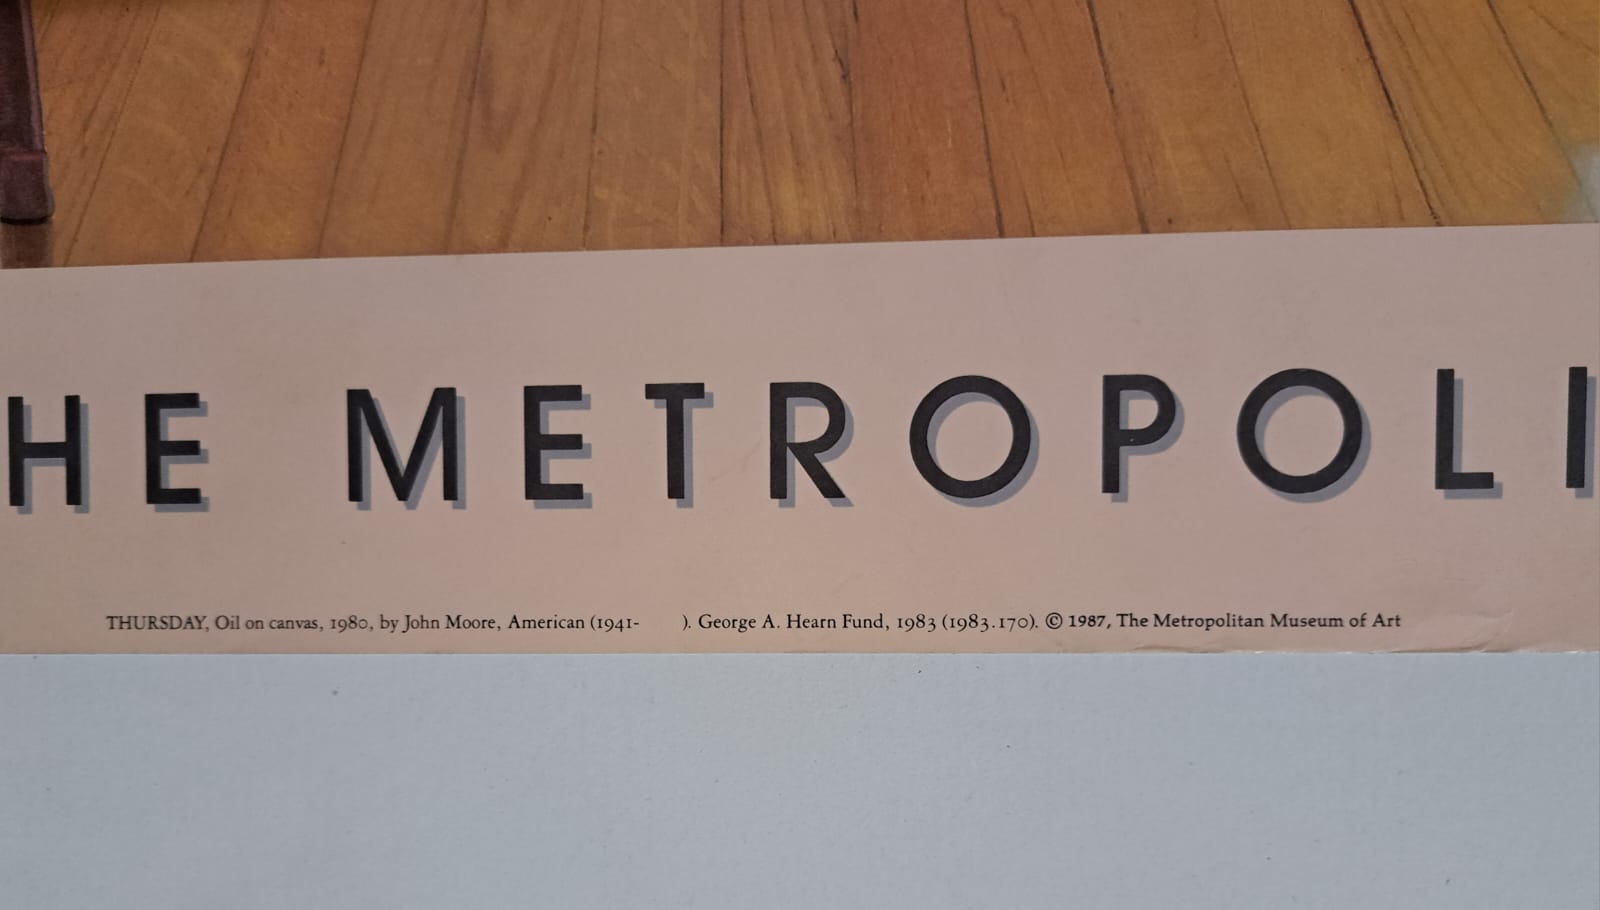 HE METROPOLI
THURSDAY, Oil on canvas, 1980, by John Moore, American (1941- ). George A. Hearn Fund, 1983 (1983.170). © 1987, The Metropolitan Museum of Art